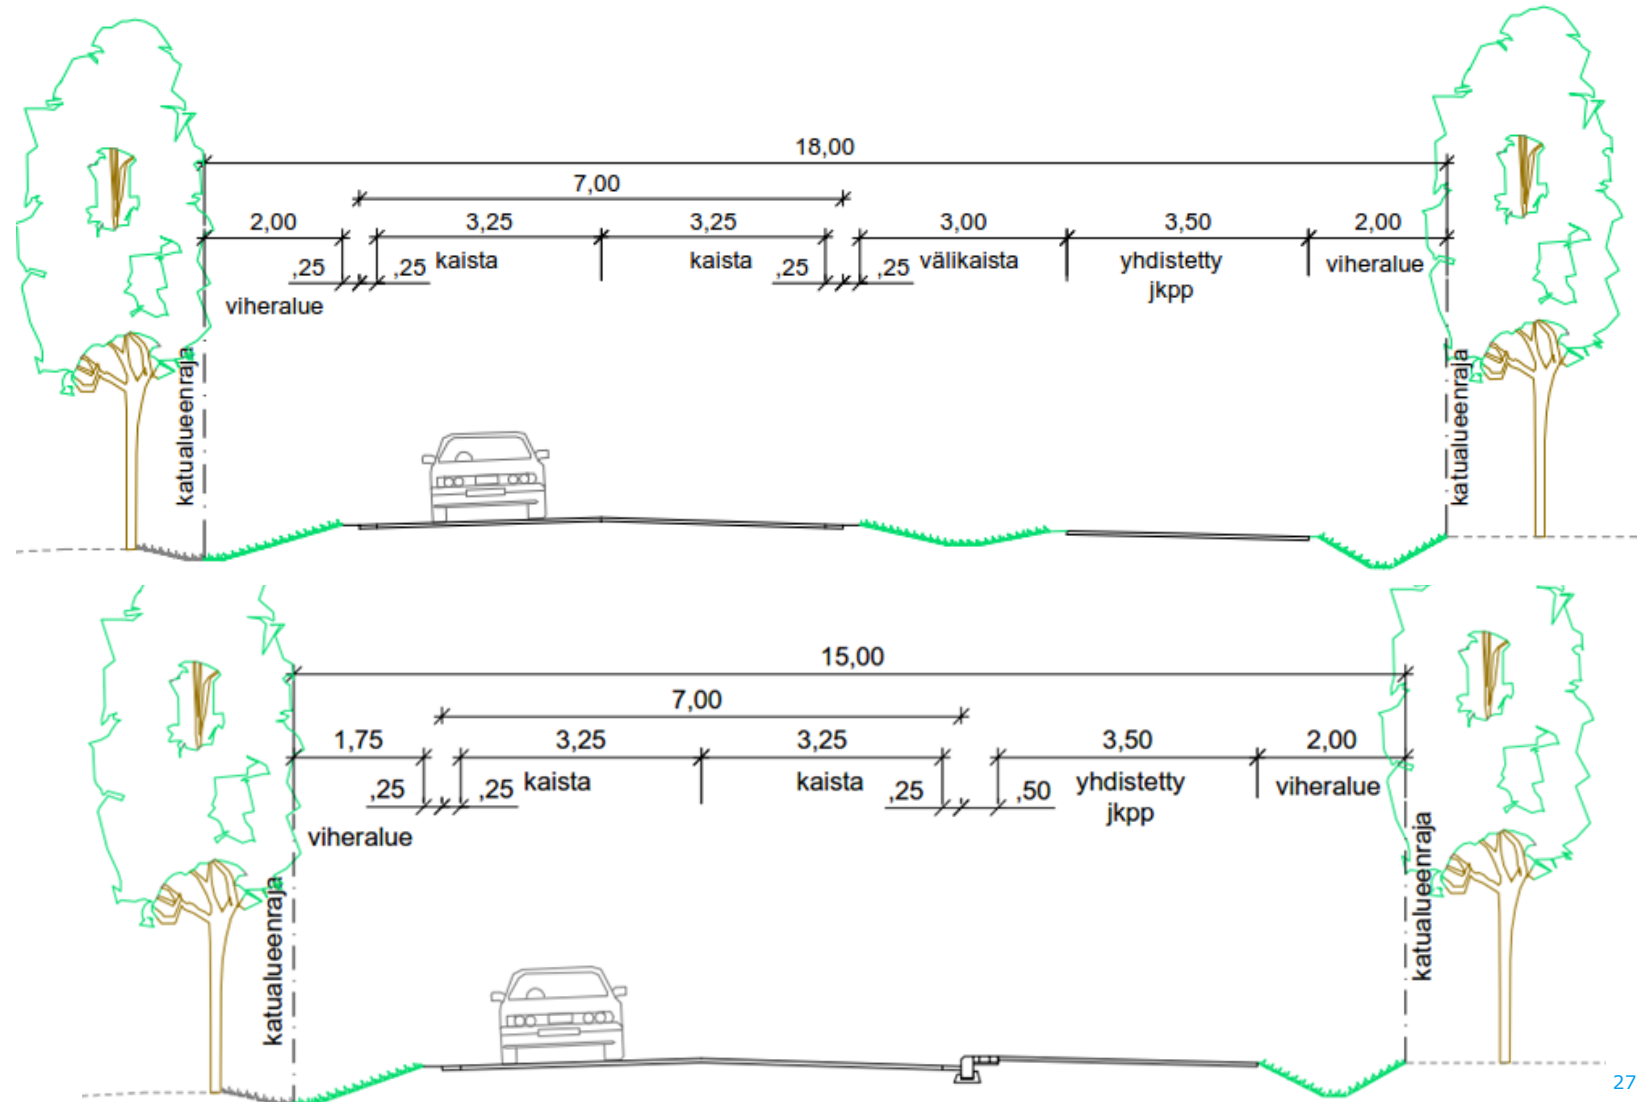 18,00
7,00
2,00 3,25 3,25 3,00 3,50 2,00
,25 ,25 kaista kaista ,25 ,25 välikaista yhdistetty viheralue
jkpp
viheralue
katualueenraja
katualueenraja
15,00
7,00
1,75 3,25 3,25 3,50 2,00
,25 ,25 kaista kaista ,25 ,50 yhdistetty viheralue
jkpp
viheralue
katualueenraja
katualueenraja
27